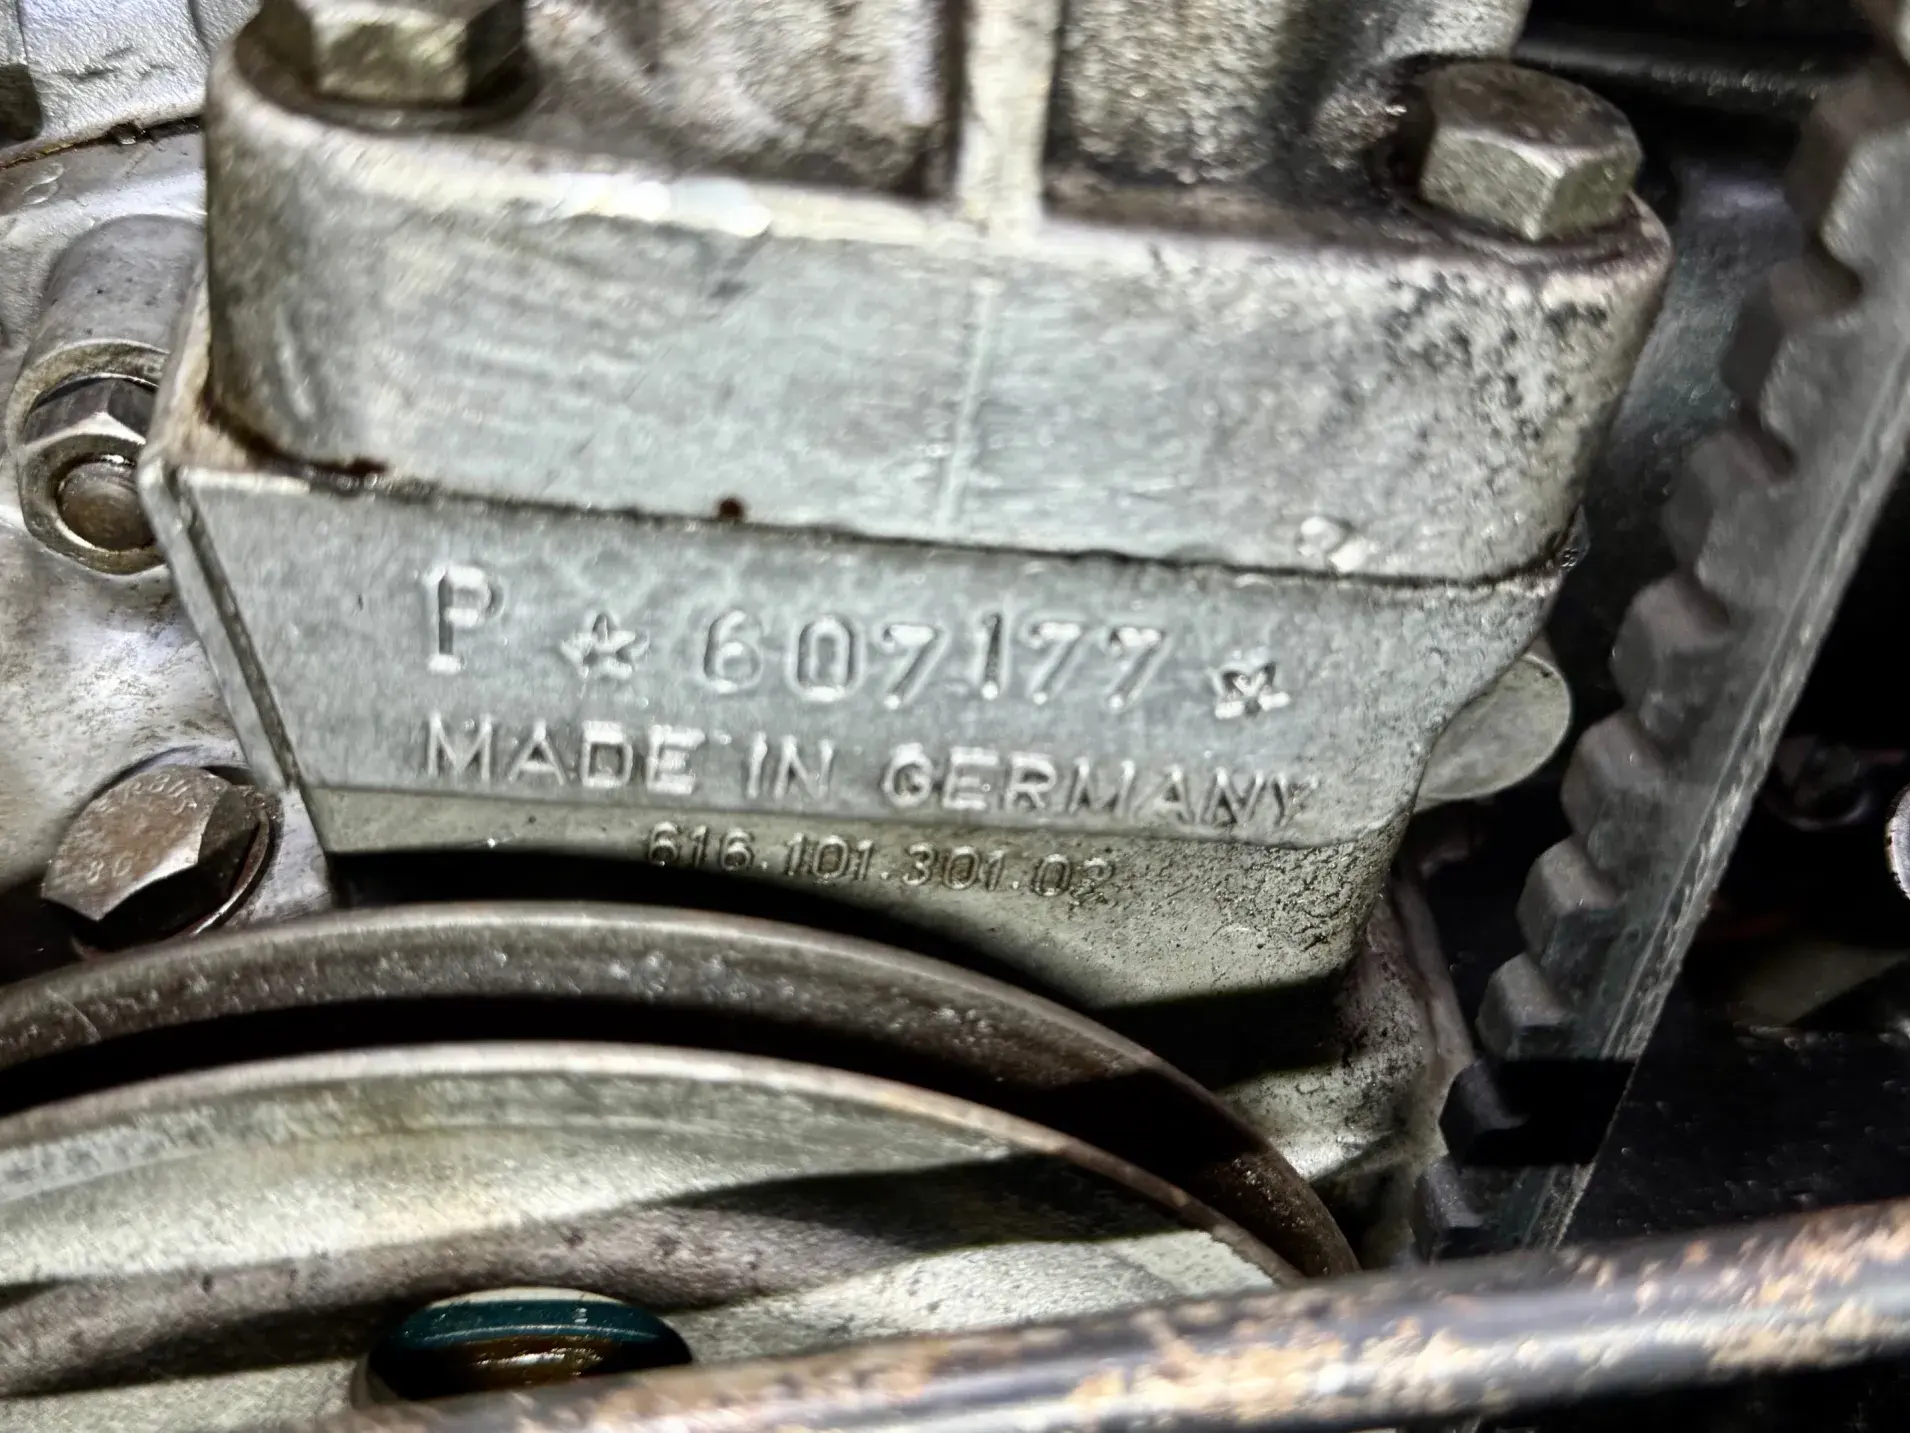 P ☆ 607177 ☆
MADE IN GERMANY
616.101.301.02